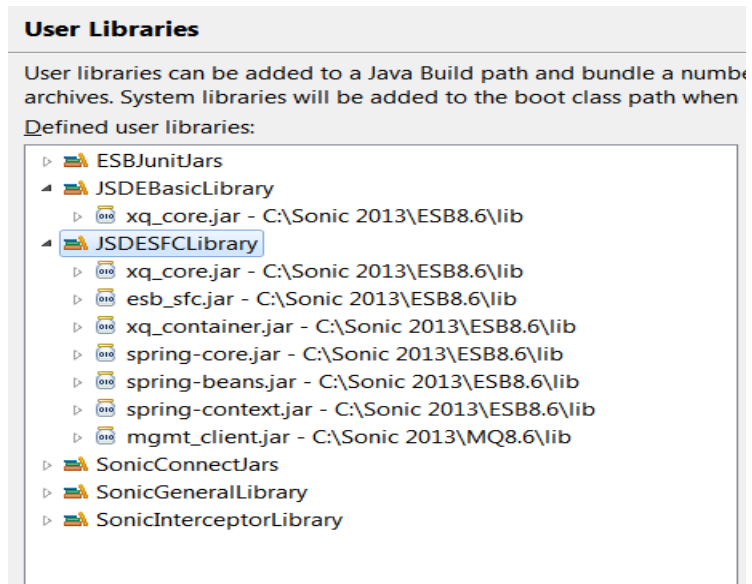 User Libraries
User libraries can be added to a Java Build path and bundle a
archives. System libraries will be added to the boot class path when
Defined user libraries:
ESBJunitJars
JSDEBasicLibrary
xq_core.jar - C:\Sonic 2013\ESB8.6\lib
JSDESFCLibrary
xq_core.jar - C:\Sonic 2013\ESB8.6\lib
esb_sfc.jar - C:\Sonic 2013\ESB8.6\lib
xq_container.jar - C:\Sonic 2013\ESB8.6\lib
spring-core.jar - C:\Sonic 2013\ESB8.6\lib
spring-beans.jar - C:\Sonic 2013\ESB8.6\lib
spring-context.jar - C:\Sonic 2013\ESB8.6\lib
mgmt_client.jar - C:\Sonic 2013\MQ8.6\lib
SonicConnectJars
SonicGeneralLibrary
SonicInterceptorLibrary